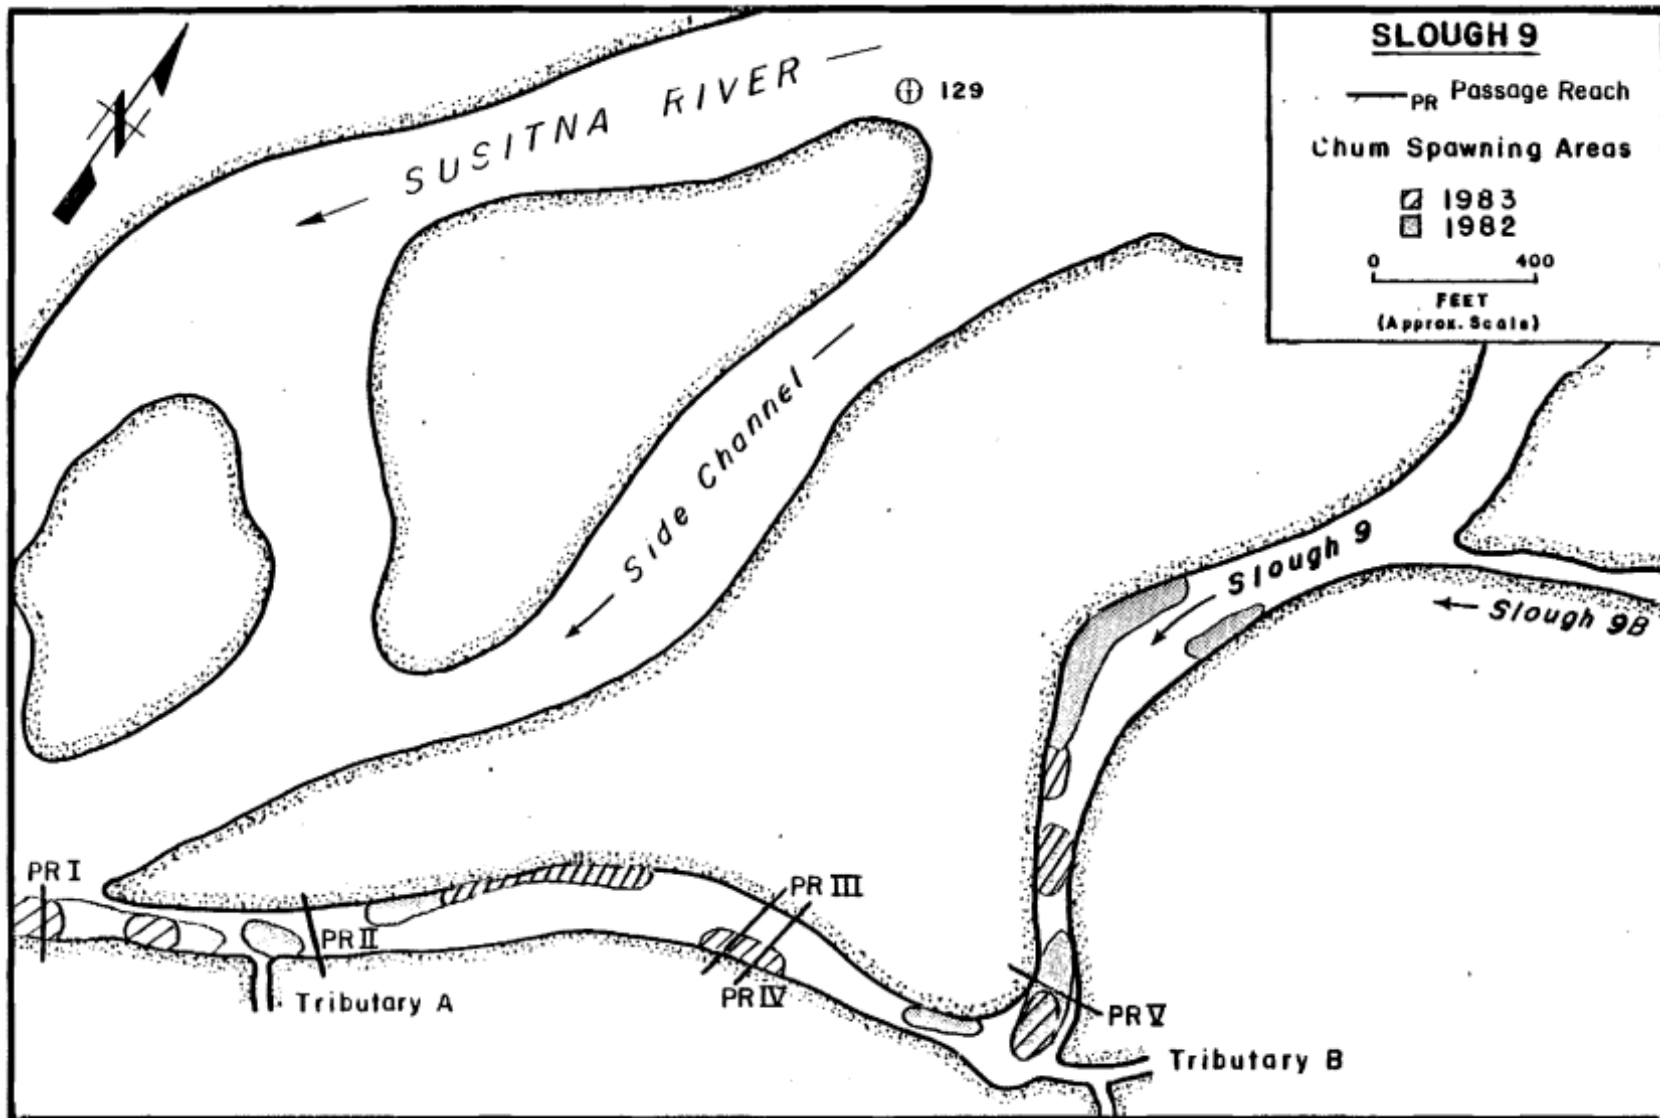 SLOUGH 9
PR Passage Reach
Chum Spawning Areas
1983
1982
0 400
FEET
(Approx. Scale)
SUSITNA RIVER
129
Side Channel
Slough 9
Slough 9B
PR I
PR II
PR III
PR IV
PR V
Tributary A
Tributary B